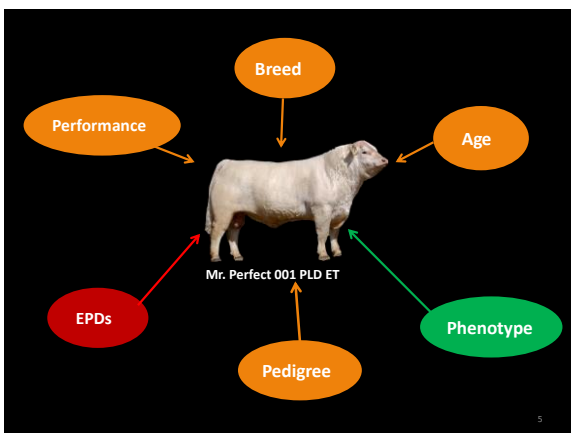 Breed
Performance
Age
Mr. Perfect 001 PLD ET
EPDs
Phenotype
Pedigree
5